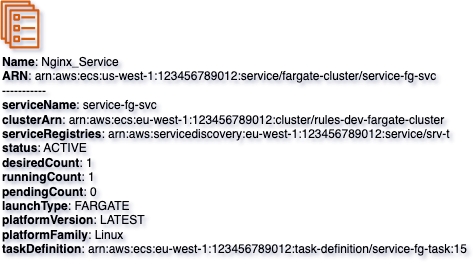 Name: Nginx_Service
ARN: arn:aws:ecs:us-west-1:123456789012:service/fargate-cluster/service-fg-svc
-----------
serviceName: service-fg-svc
clusterArn: arn:aws:ecs:eu-west-1:123456789012:cluster/rules-dev-fargate-cluster
serviceRegistries: arn:aws:servicediscovery:eu-west-1:123456789012:service/srv-t
status: ACTIVE
desiredCount: 1
runningCount: 1
pendingCount: 0
launchType: FARGATE
platformVersion: LATEST
platformFamily: Linux
taskDefinition: arn:aws:ecs:eu-west-1:123456789012:task-definition/service-fg-task:15